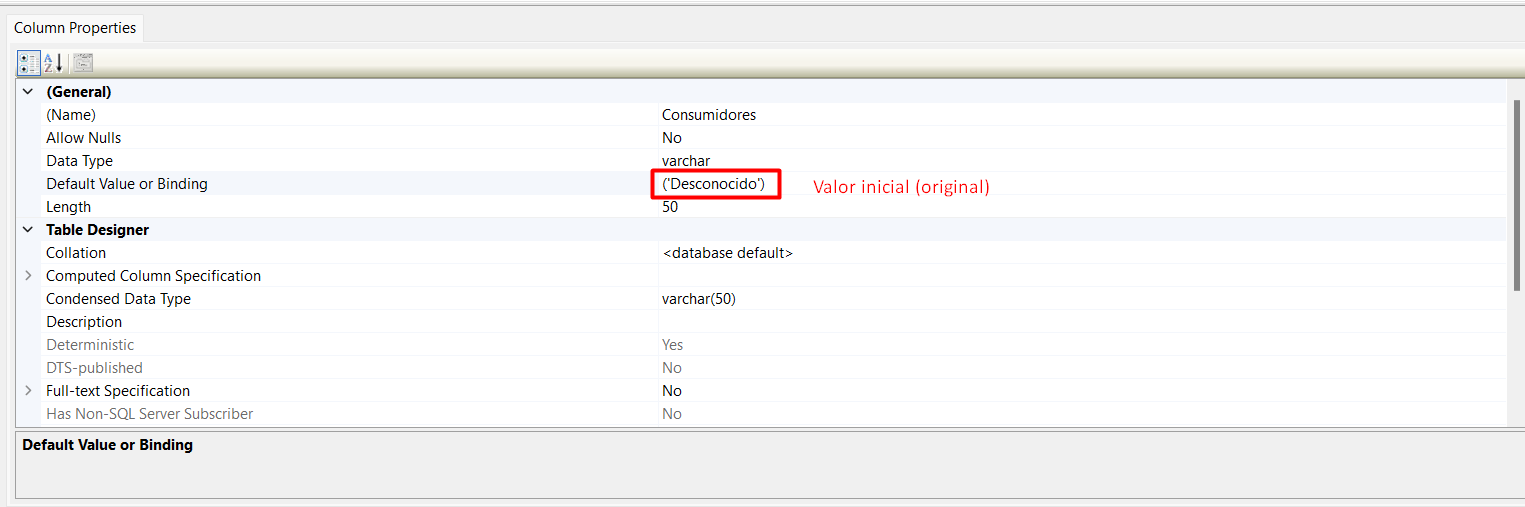 Column Properties
(General)
(Name) Consumidores
Allow Nulls No
Data Type varchar
Default Value or Binding ('Desconocido') Valor inicial (original)
Length 50
Table Designer
Collation <database default>
Computed Column Specification
Condensed Data Type varchar(50)
Description
Deterministic Yes
DTS-published No
Full-text Specification No
Has Non-SQL Server Subscriber No
Default Value or Binding